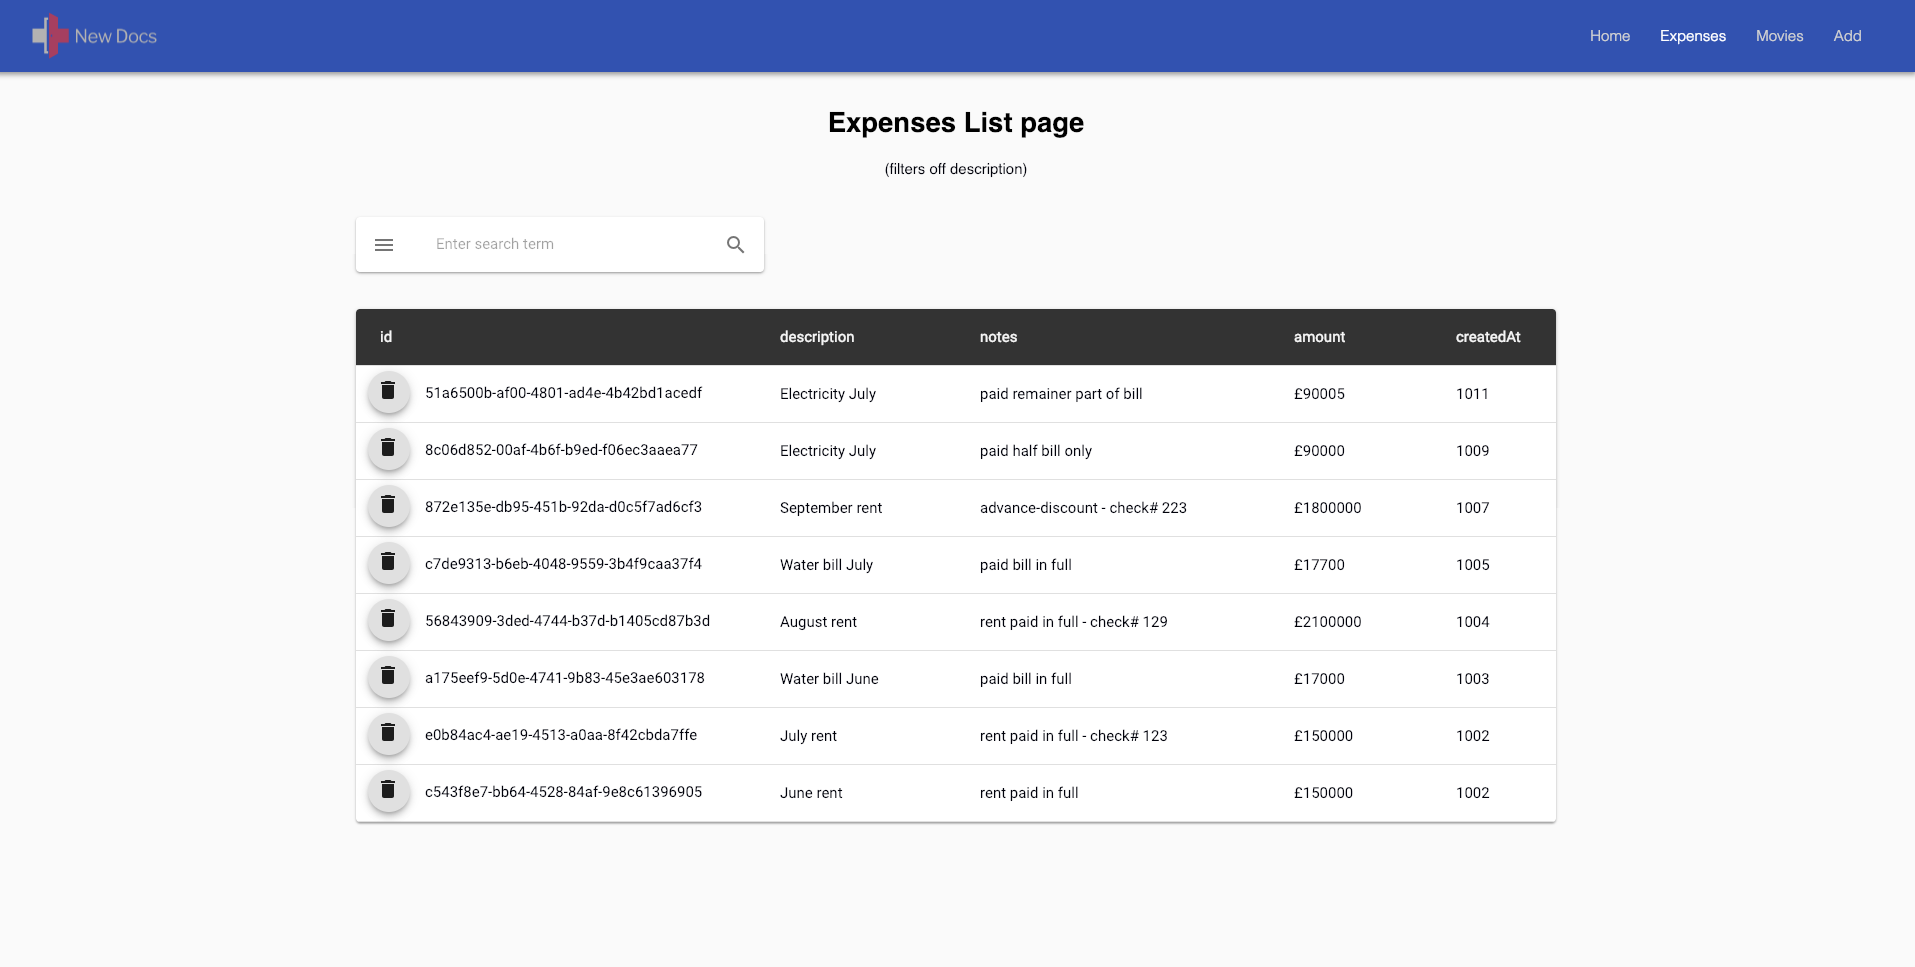 New Docs Home Expenses Movies Add
Expenses List page
(filters off description)
Enter search term
id description notes amount createdAt
51a6500b-af00-4801-ad4e-4b42bd1acedf Electricity July paid remainer part of bill £90005 1011
8c06d852-00af-4b6f-b9ed-f06ec3aaea77 Electricity July paid half bill only £90000 1009
872e135e-db95-451b-92da-d0c5f7ad6cf3 September rent advance-discount - check# 223 £1800000 1007
c7de9313-b6eb-4048-9559-3b4f9caa37f4 Water bill July paid bill in full £17700 1005
56843909-3ded-4744-b37d-b1405cd87b3d August rent rent paid in full - check# 129 £2100000 1004
a175eef9-5d0e-4741-9b83-45e3ae603178 Water bill June paid bill in full £17000 1003
e0b84ac4-ae19-4513-a0aa-8f42cbda7ffe July rent rent paid in full - check# 123 £150000 1002
c543f8e7-bb64-4528-84af-9e8c61396905 June rent rent paid in full £150000 1002